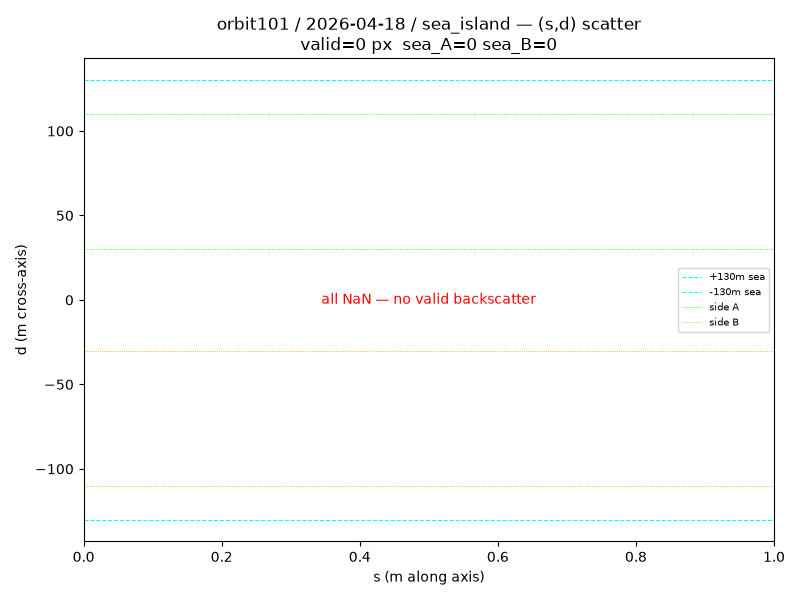 orbit101 / 2026-04-18 / sea_island — (s,d) scatter
valid=0 px  sea_A=0 sea_B=0
d (m cross-axis)
100
50
0
−50
−100
all NaN — no valid backscatter
+130m sea
-130m sea
side A
side B
0.0
0.2
0.4
0.6
0.8
1.0
s (m along axis)